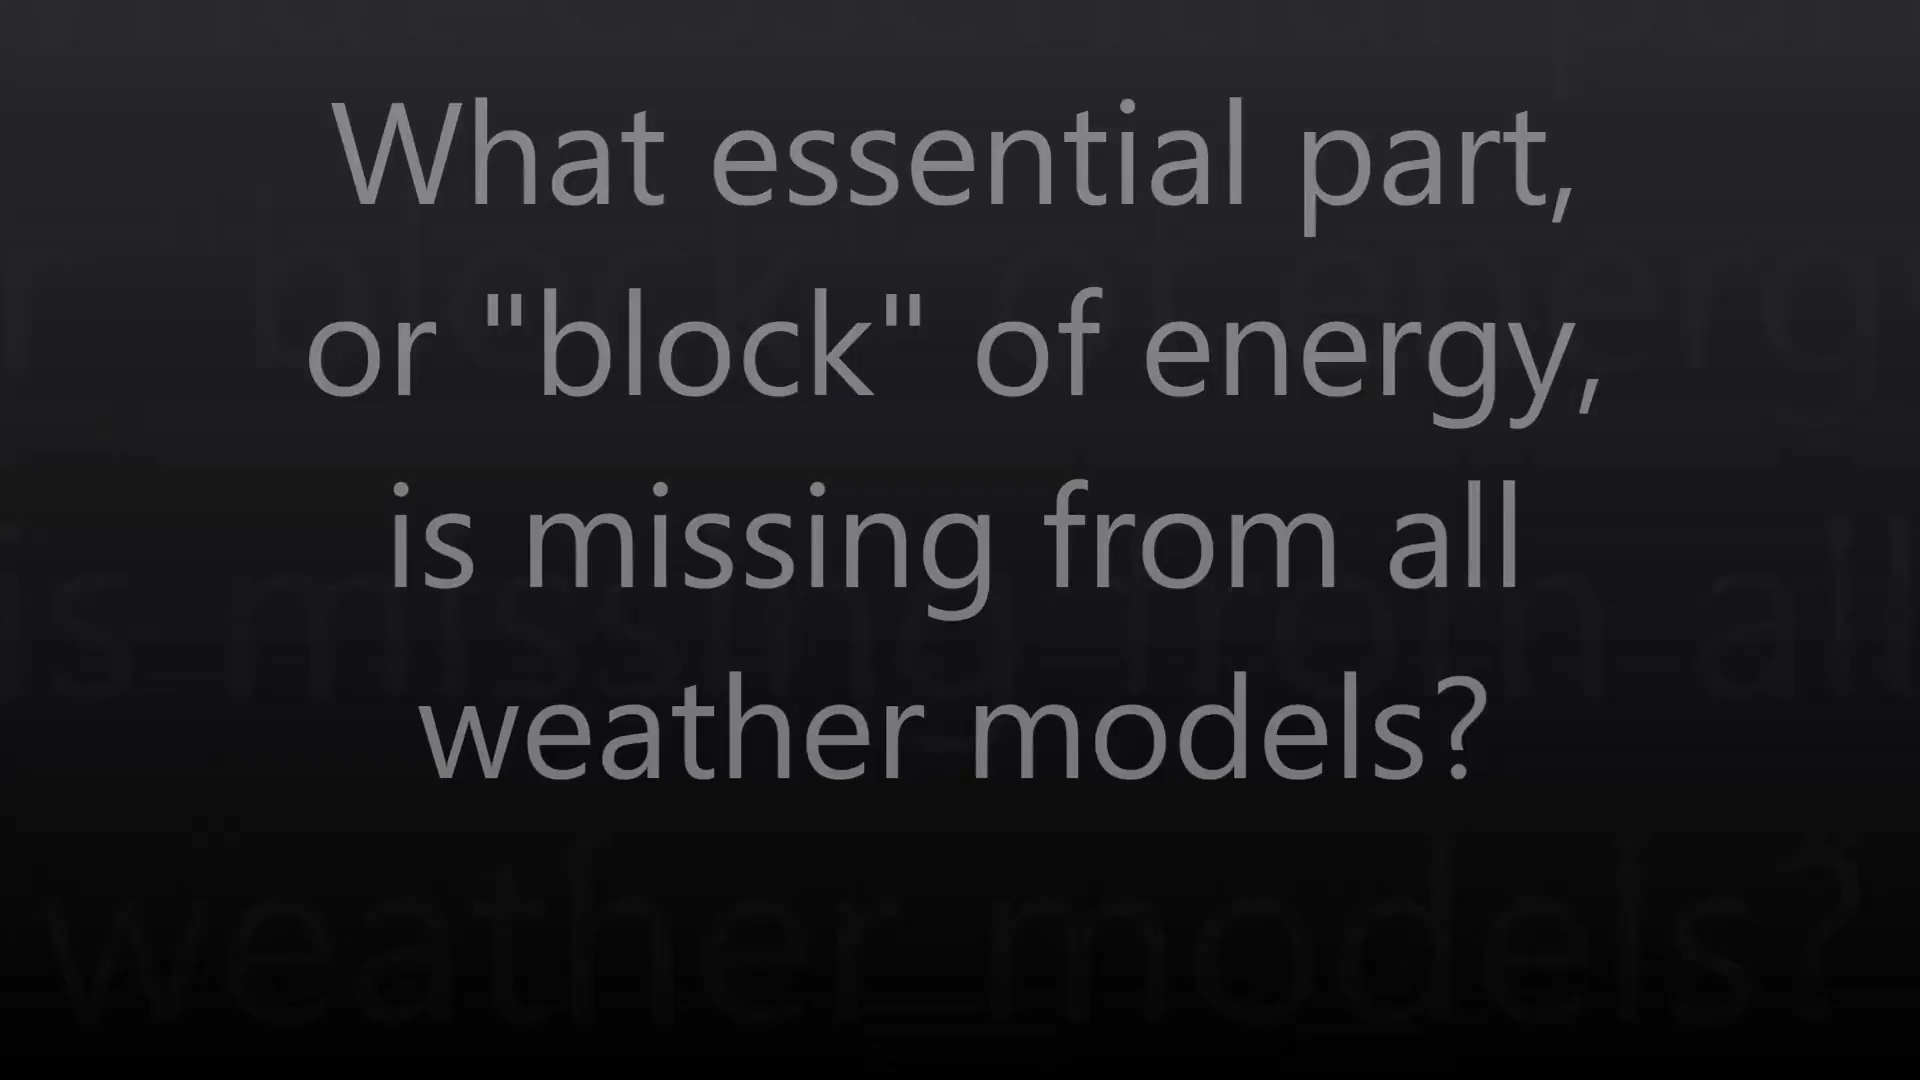 What essential part,
or "block" of energy,
is missing from all
weather models?